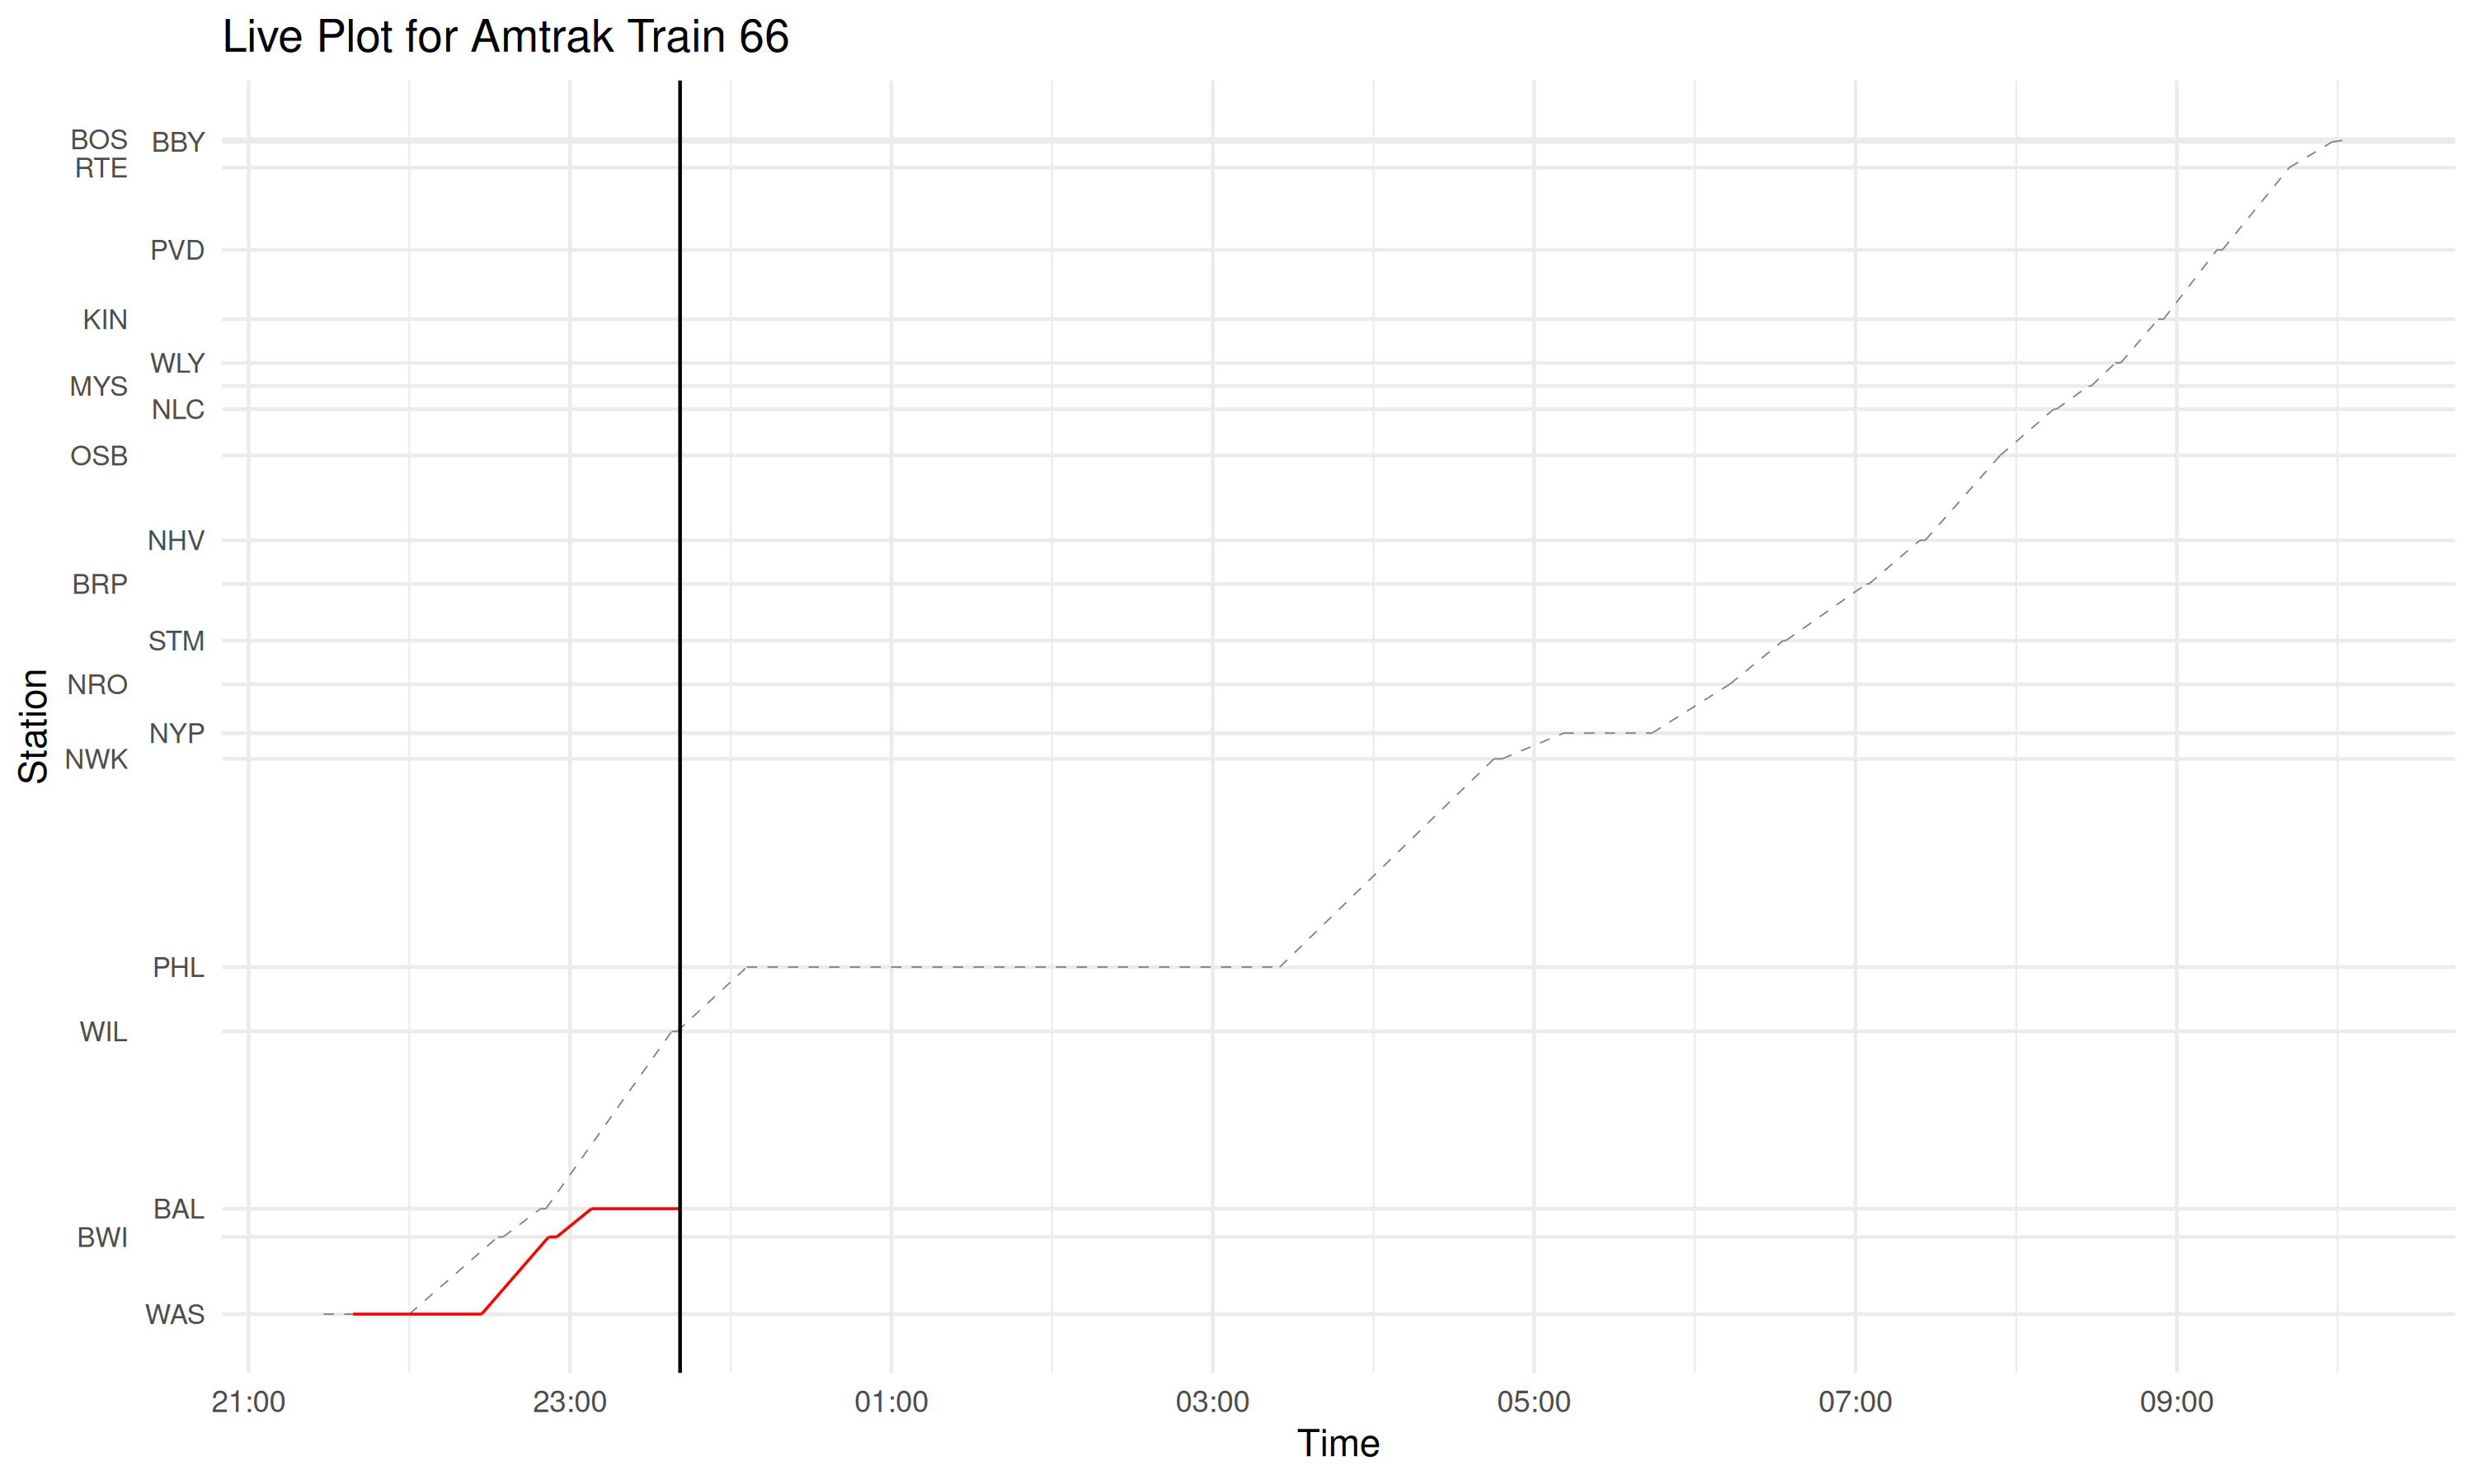 Live Plot for Amtrak Train 66
BOS BBY
RTE
PVD
KIN
WLY
MYS
NLC
OSB
NHV
BRP
STM
NRO
NYP
NWK
PHL
WIL
BAL
BWI
WAS
Station
21:00 23:00 01:00 03:00 05:00 07:00 09:00
Time